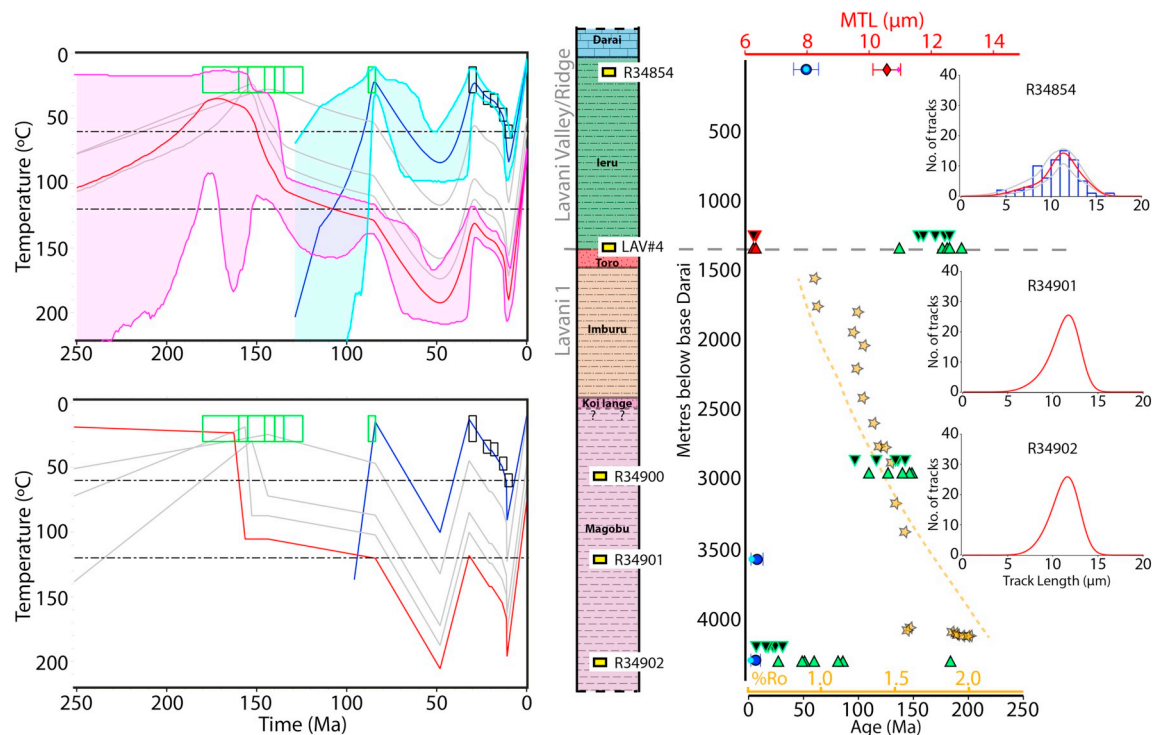 0
50
100
150
200
Temperature (ºC)
250
200
150
100
50
0
0
50
100
150
200
Temperature (ºC)
250
200
150
100
50
0
Time (Ma)
Lavani Valley/Ridge
Lavani 1
Darai
Ieru
Toro
Imburu
Koi Iange
? ?
Magobu
R34854
LAV#4
R34900
R34901
R34902
MTL (µm)
6
8
10
12
14
Metres below base Darai
500
1000
1500
2000
2500
3000
3500
4000
%Ro
1.0
1.5
2.0
0
50
100
150
200
250
Age (Ma)
R34854
No. of tracks
40
30
20
10
0
0
5
10
15
20
R34901
No. of tracks
40
30
20
10
0
0
5
10
15
20
R34902
No. of tracks
40
30
20
10
0
0
5
10
15
20
Track Length (µm)